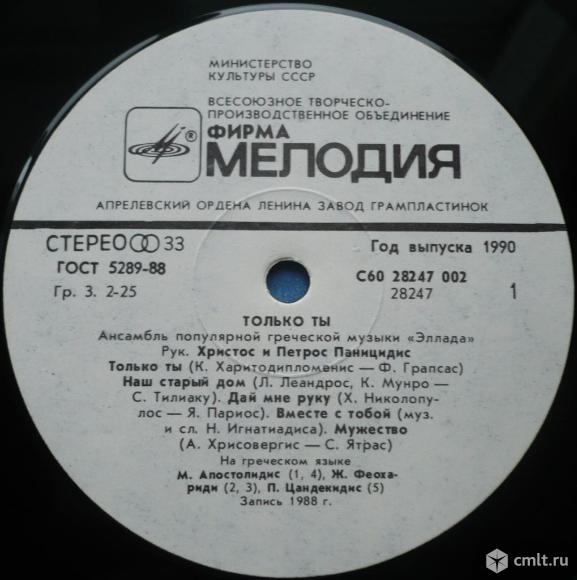 МИНИСТЕРСТВО
КУЛЬТУРЫ СССР
ВСЕСОЮЗНОЕ ТВОРЧЕСКО-
ПРОИЗВОДСТВЕННОЕ ОБЪЕДИНЕНИЕ
®
ФИРМА
МЕЛОДИЯ
АПРЕЛЕВСКИЙ ОРДЕНА ЛЕНИНА ЗАВОД ГРАМПЛАСТИНОК
СТЕРЕО 33
Год выпуска 1990
ГОСТ 5289-88
С60 28247 002
Гр. 3. 2-25
28247
1
ТОЛЬКО ТЫ
Ансамбль популярной греческой музыки «Эллада»
Рук. Христос и Петрос Паницидис
Только ты (К. Харитодипломенис — Ф. Грапсас)
Наш старый дом (Л. Леандрос, К. Мунро —
С. Тилиаку). Дай мне руку (Х. Николопу-
лос — Я. Париос). Вместе с тобой (муз.
и сл. Н. Игнатиадиса). Мужество
(А. Хрисовергис — С. Ятрас)
На греческом языке
М. Апостолидис (1, 4), Ж. Феоха-
риди (2, 3), П. Цандекидис (5)
Запись 1988 г.
cmlt.ru